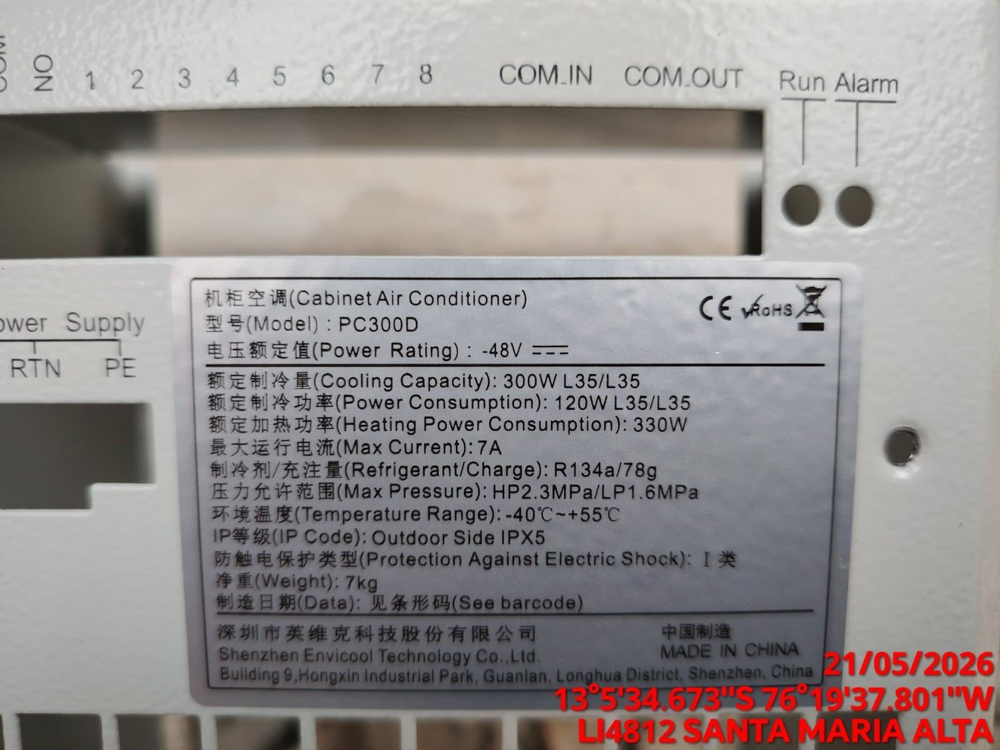 NO 1 2 3 4 5 6 7 8 COM_IN COM_OUT Run Alarm
机柜空调(Cabinet Air Conditioner)
CE RoHS
型号(Model) : PC300D
电压额定值(Power Rating) : -48V
Supply
RTN PE
额定制冷量(Cooling Capacity): 300W L35/L35
额定制冷功率(Power Consumption): 120W L35/L35
额定加热功率(Heating Power Consumption): 330W
最大运行电流(Max Current): 7A
制冷剂/充注量(Refrigerant/Charge): R134a/78g
压力允许范围(Max Pressure): HP2.3MPa/LP1.6MPa
环境温度(Temperature Range): -40℃~+55℃
IP等级(IP Code): Outdoor Side IPX5
防触电保护类型(Protection Against Electric Shock): I 类
净重(Weight): 7kg
制造日期(Data): 见条形码(See barcode)
深圳市英维克科技股份有限公司
中国制造
Shenzhen Envicool Technology Co.,Ltd.
MADE IN CHINA
Building 9,Hongxin Industrial Park, Guanlan, Longhua District, Shenzhen, China
21/05/2026
13°5'34.673"S 76°19'37.801"W
LI4812 SANTA MARIA ALTA